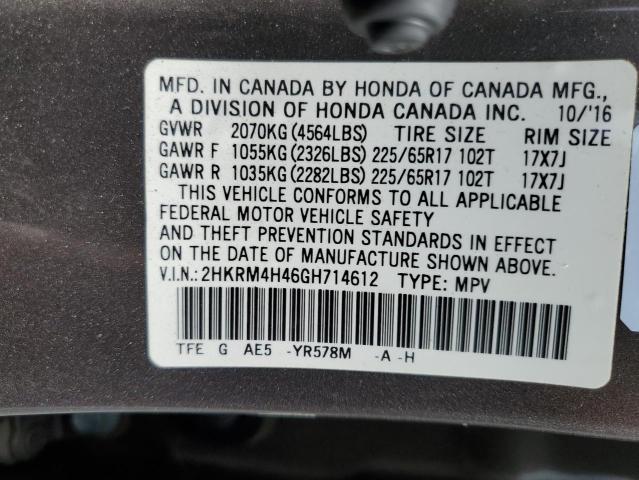 MFD. IN CANADA BY HONDA OF CANADA MFG.,
A DIVISION OF HONDA CANADA INC. 10/'16
GVWR 2070KG (4564LBS) TIRE SIZE RIM SIZE
GAWR F 1055KG (2326LBS) 225/65R17 102T 17X7J
GAWR R 1035KG (2282LBS) 225/65R17 102T 17X7J
THIS VEHICLE CONFORMS TO ALL APPLICABLE
FEDERAL MOTOR VEHICLE SAFETY
AND THEFT PREVENTION STANDARDS IN EFFECT
ON THE DATE OF MANUFACTURE SHOWN ABOVE.
V.I.N.: 2HKRM4H46GH714612 TYPE: MPV
TFE G AE5 -YR578M -A -H